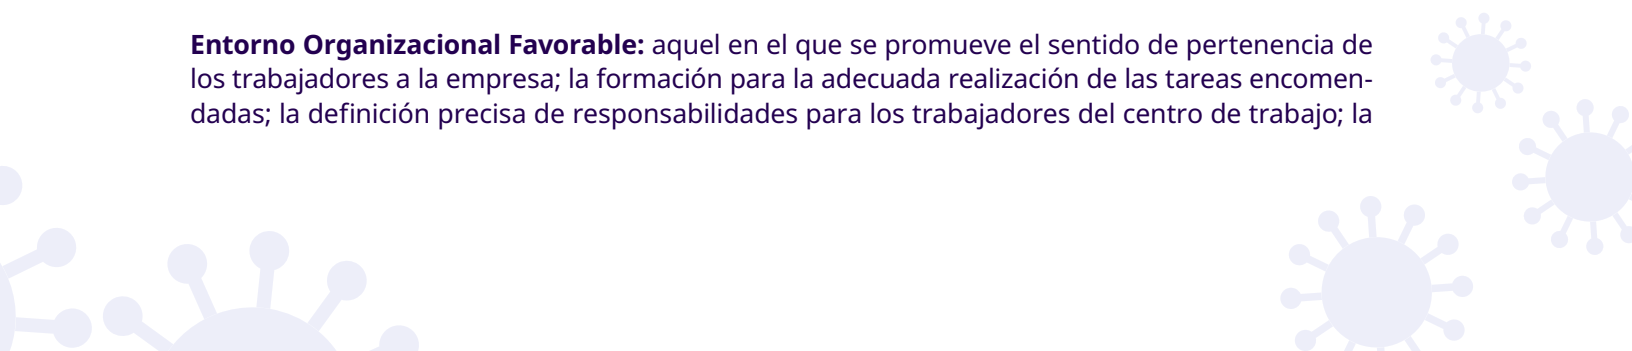 Entorno Organizacional Favorable: aquel en el que se promueve el sentido de pertenencia de
los trabajadores a la empresa; la formación para la adecuada realización de las tareas encomen-
dadas; la definición precisa de responsabilidades para los trabajadores del centro de trabajo; la